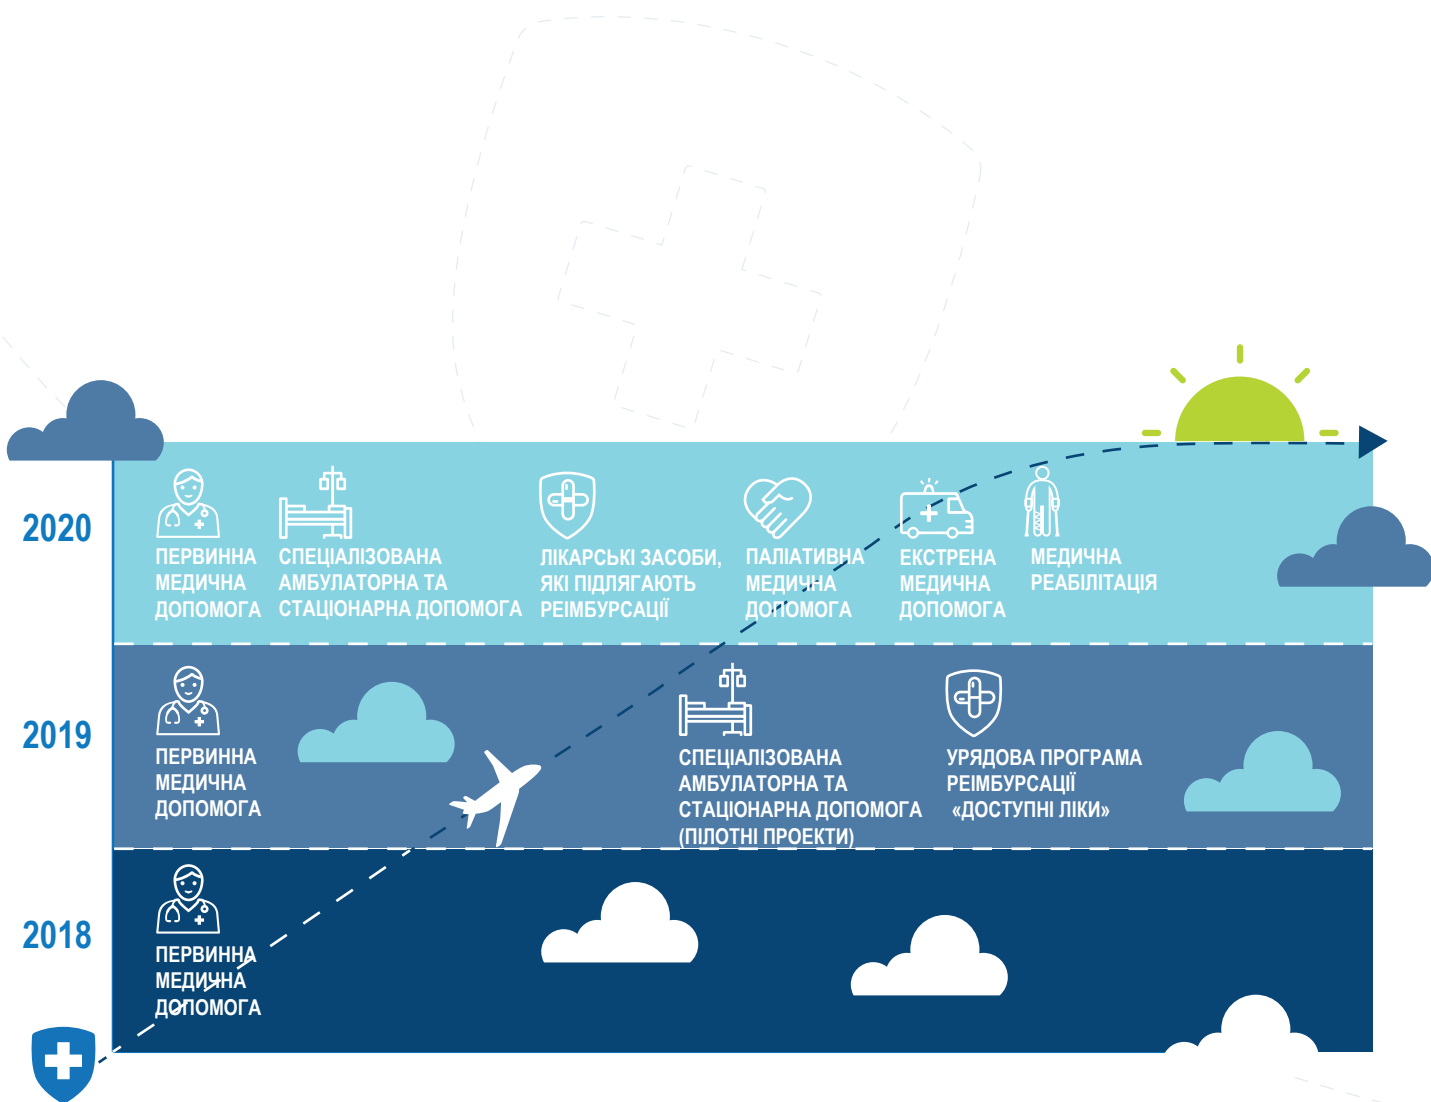 2020
ПЕРВИННА
МЕДИЧНА
ДОПОМОГА
СПЕЦІАЛІЗОВАНА
АМБУЛАТОРНА ТА
СТАЦІОНАРНА ДОПОМОГА
ЛІКАРСЬКІ ЗАСОБИ,
ЯКІ ПІДЛЯГАЮТЬ
РЕІМБУРСАЦІЇ
ПАЛІАТИВНА
МЕДИЧНА
ДОПОМОГА
ЕКСТРЕНА
МЕДИЧНА
ДОПОМОГА
МЕДИЧНА
РЕАБІЛІТАЦІЯ
2019
ПЕРВИННА
МЕДИЧНА
ДОПОМОГА
СПЕЦІАЛІЗОВАНА
АМБУЛАТОРНА ТА
СТАЦІОНАРНА ДОПОМОГА
(ПІЛОТНІ ПРОЕКТИ)
УРЯДОВА ПРОГРАМА
РЕІМБУРСАЦІЇ
«ДОСТУПНІ ЛІКИ»
2018
ПЕРВИННА
МЕДИЧНА
ДОПОМОГА